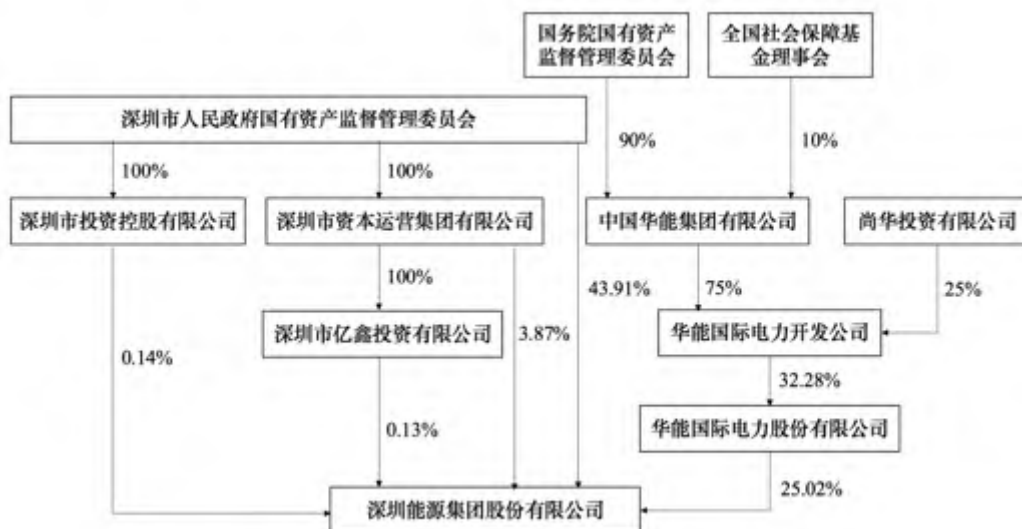 国务院国有资产
监督管理委员会
全国社会保障基
金理事会
深圳市人民政府国有资产监督管理委员会
90%
10%
100%
100%
深圳市投资控股有限公司
深圳市资本运营集团有限公司
中国华能集团有限公司
尚华投资有限公司
100%
43.91%
75%
25%
深圳市亿鑫投资有限公司
华能国际电力开发公司
0.14%
3.87%
32.28%
华能国际电力股份有限公司
0.13%
25.02%
深圳能源集团股份有限公司